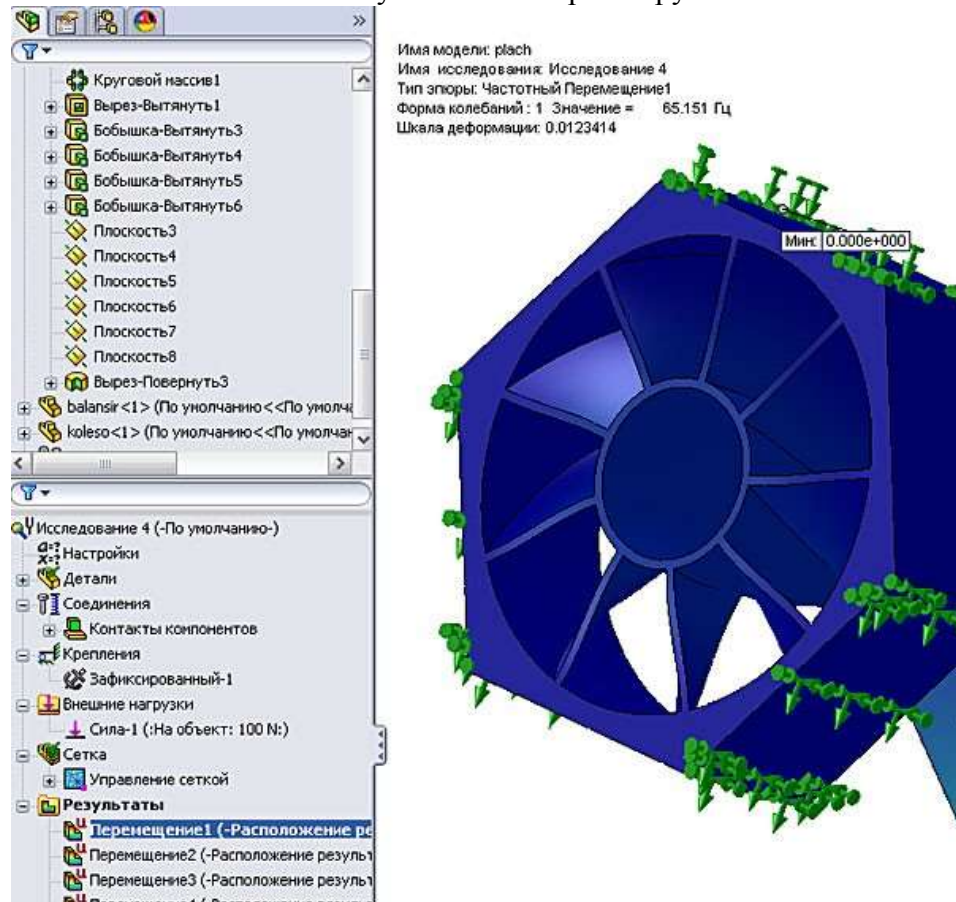 Круговой массив1
Вырез-Вытянуть1
Бобышка-Вытянуть3
Бобышка-Вытянуть4
Бобышка-Вытянуть5
Бобышка-Вытянуть6
Плоскость3
Плоскость4
Плоскость5
Плоскость6
Плоскость7
Плоскость8
Вырез-Повернуть3
balansir<1> (По умолчанию<<По умолча
koleso<1> (По умолчанию<<По умолчан
Исследование 4 (-По умолчанию-)
Настройки
Детали
Соединения
Контакты компонентов
Крепления
Зафиксированный-1
Внешние нагрузки
Сила-1 (:На объект: 100 N:)
Сетка
Управление сеткой
Результаты
Перемещение1 (-Расположение ре
Перемещение2 (-Расположение результ
Перемещение3 (-Расположение результ
Имя модели: plach
Имя исследования: Исследование 4
Тип эпюры: Частотный Перемещение1
Форма колебаний : 1 Значение = 65.151 Гц
Шкала деформации: 0.0123414
Мин: 0.000e+000